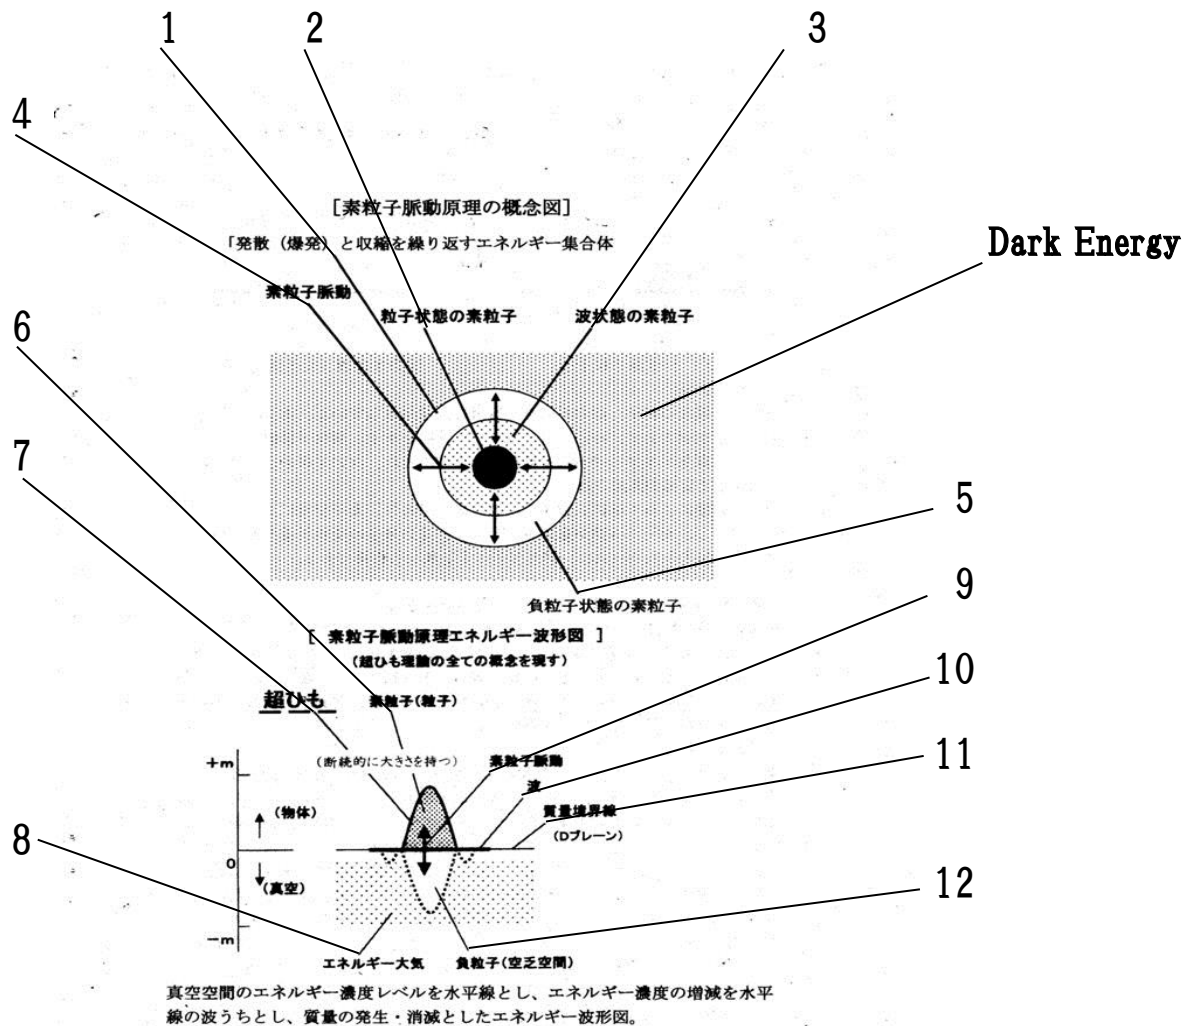 1
2
3
4
[素粒子脈動原理の概念図]
「発散（爆発）と収縮を繰り返すエネルギー集合体
Dark Energy
素粒子脈動
粒子状態の素粒子
波状態の素粒子
6
7
5
負粒子状態の素粒子
9
[ 素粒子脈動原理エネルギー波形図 ]
(超ひも理論の全ての概念を現す)
10
超ひも
素粒子(粒子)
11
+m
(断続的に大きさを持つ)
素粒子脈動
波
(物体)
質量境界線
(Dブレーン)
8
0
(真空)
12
−m
エネルギー大気
負粒子(空乏空間)
真空空間のエネルギー濃度レベルを水平線とし、エネルギー濃度の増減を水平
線の波うちとし、質量の発生・消滅としたエネルギー波形図。